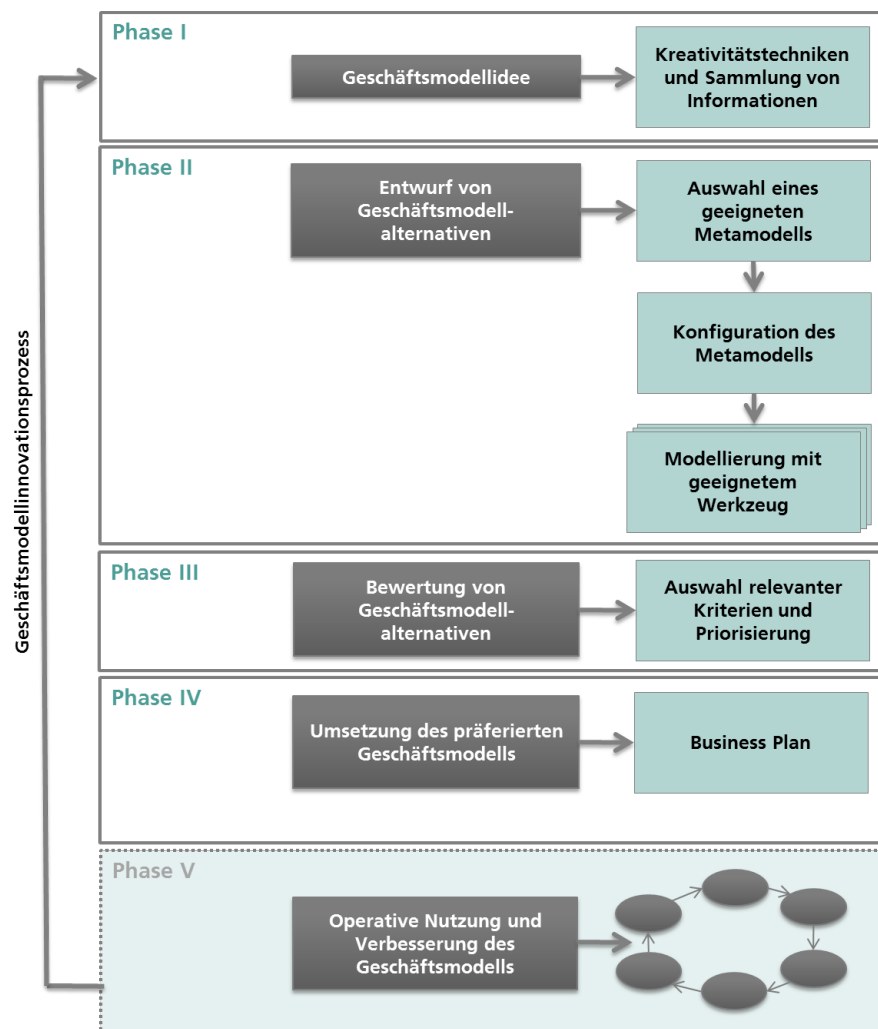 Phase I
Geschäftsmodellidee
Kreativitätstechniken
und Sammlung von
Informationen
Phase II
Entwurf von
Geschäftsmodell-
alternativen
Auswahl eines
geeigneten
Metamodells
Konfiguration des
Metamodells
Modellierung mit
geeignetem
Werkzeug
Geschäftsmodellinnovationsprozess
Phase III
Bewertung von
Geschäftsmodell-
alternativen
Auswahl relevanter
Kriterien und
Priorisierung
Phase IV
Umsetzung des präferierten
Geschäftsmodells
Business Plan
Phase V
Operative Nutzung und
Verbesserung des
Geschäftsmodells